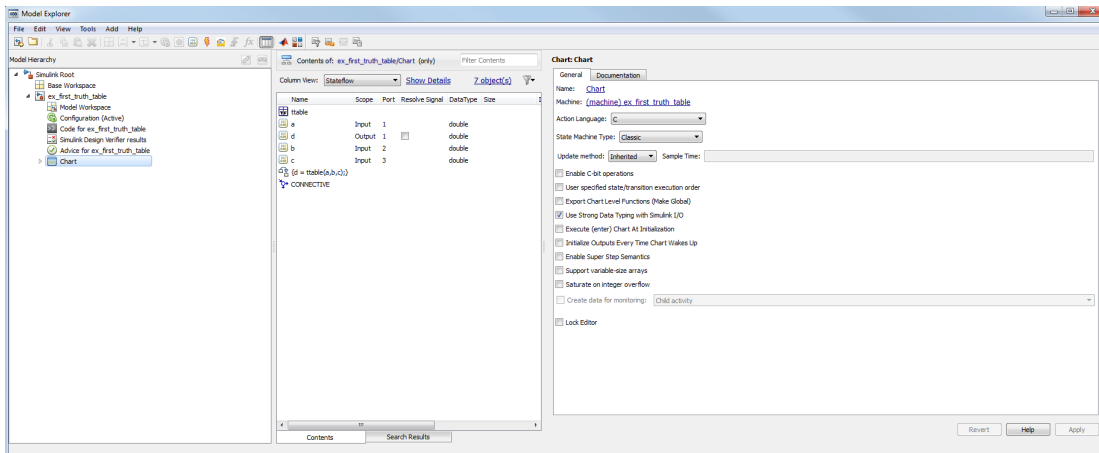 Model Explorer
File Edit View Tools Add Help
Model Hierarchy
Simulink Root
Base Workspace
ex_first_truth_table
Model Workspace
Configuration (Active)
Code for ex_first_truth_table
Simulink Design Verifier results
Advice for ex_first_truth_table
Chart
Contents of: ex_first_truth_table/Chart (only) Filter Contents
Column View: Stateflow Show Details 7 object(s)
Name Scope Port Resolve Signal DataType Size
ttable
a Input 1 double
d Output 1 double
b Input 2 double
c Input 3 double
{d = ttable(a,b,c);}
CONNECTIVE
Contents Search Results
Chart: Chart
General Documentation
Name: Chart
Machine: (machine) ex_first_truth_table
Action Language: C
State Machine Type: Classic
Update method: Inherited Sample Time:
Enable C-bit operations
User specified state/transition execution order
Export Chart Level Functions (Make Global)
Use Strong Data Typing with Simulink I/O
Execute (enter) Chart At Initialization
Initialize Outputs Every Time Chart Wakes Up
Enable Super Step Semantics
Support variable-size arrays
Saturate on integer overflow
Create data for monitoring: Child activity
Lock Editor
Revert Help Apply